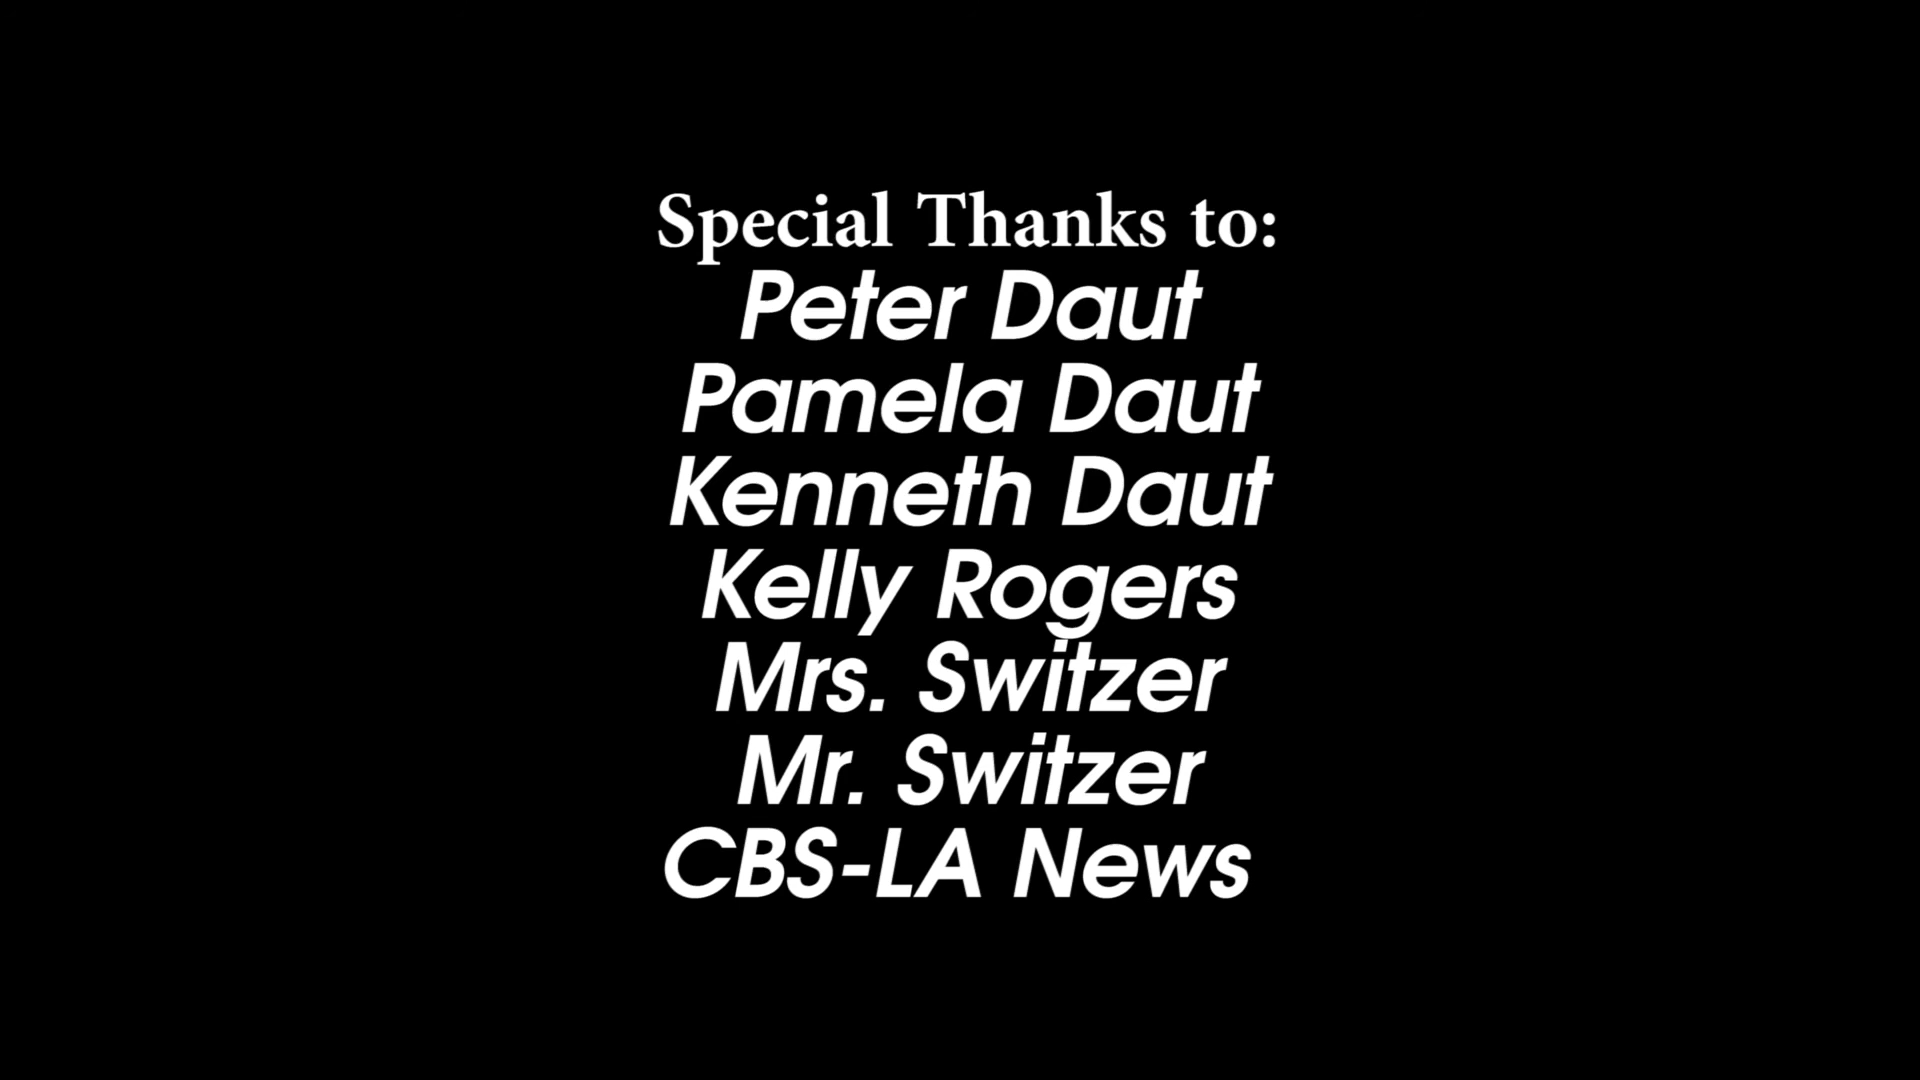 Special Thanks to:
Peter Daut
Pamela Daut
Kenneth Daut
Kelly Rogers
Mrs. Switzer
Mr. Switzer
CBS-LA News